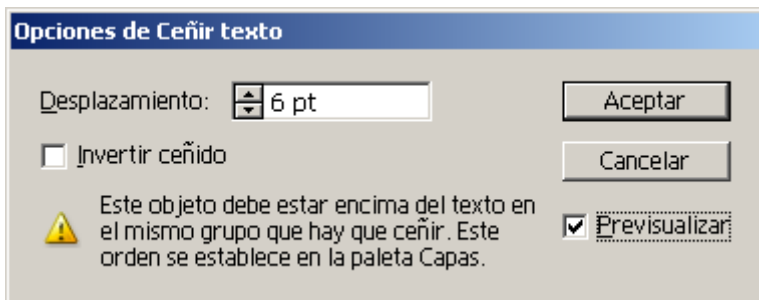 Opciones de Ceñir texto
Desplazamiento: 6 pt
Aceptar
Invertir ceñido
Cancelar
Este objeto debe estar encima del texto en
el mismo grupo que hay que ceñir. Este
orden se establece en la paleta Capas.
Previsualizar